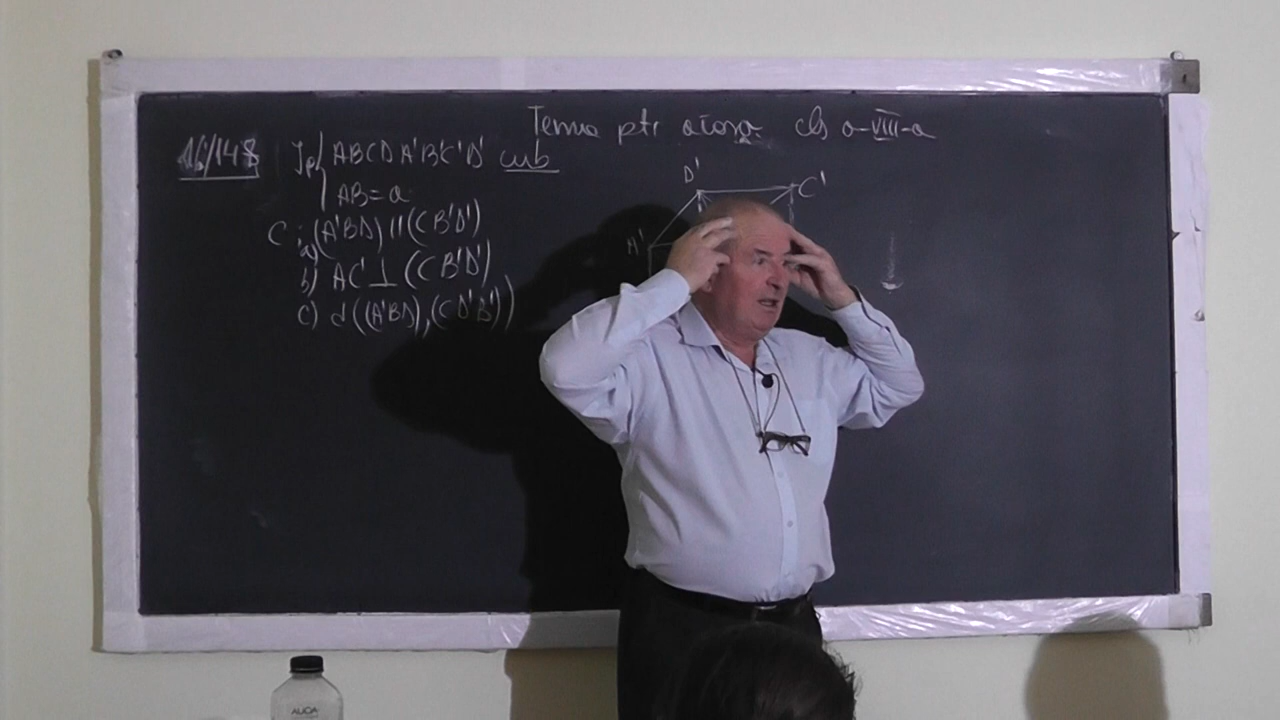 Tema ptr acasa cls a-VIII-a
16/148 Ip{ ABCDA'B'C'D' cub
AB=a
C: a) (A'BD) || (CB'D')
b) AC' ⊥ (CB'D')
c) d((A'BD),(CD'B'))
D' C'
A'